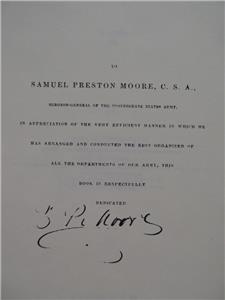 TO
SAMUEL PRESTON MOORE, C. S. A.,
SURGEON-GENERAL OF THE CONFEDERATE STATES ARMY,
IN APPRECIATION OF THE VERY EFFICIENT MANNER IN WHICH HE
HAS ARRANGED AND CONDUCTED THE BEST ORGANIZED OF
ALL THE DEPARTMENTS OF OUR ARMY, THIS
BOOK IS RESPECTFULLY
DEDICATED
S. P. Moore